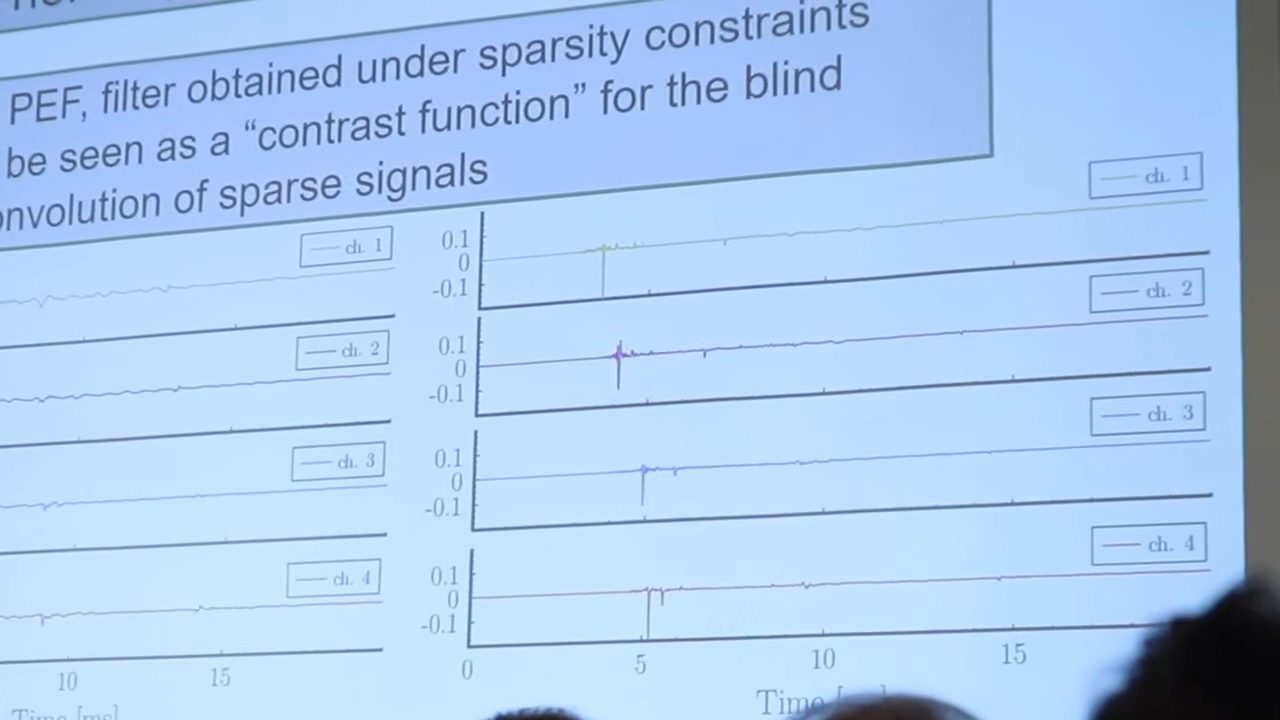 PEF, filter obtained under sparsity constraints
be seen as a “contrast function” for the blind
onvolution of sparse signals
ch. 1
ch. 2
ch. 3
ch. 4
10
15
Time [ms]
ch. 1
0.1
0
-0.1
ch. 2
0.1
0
-0.1
ch. 3
0.1
0
-0.1
ch. 4
0.1
0
-0.1
0
5
10
15
Time